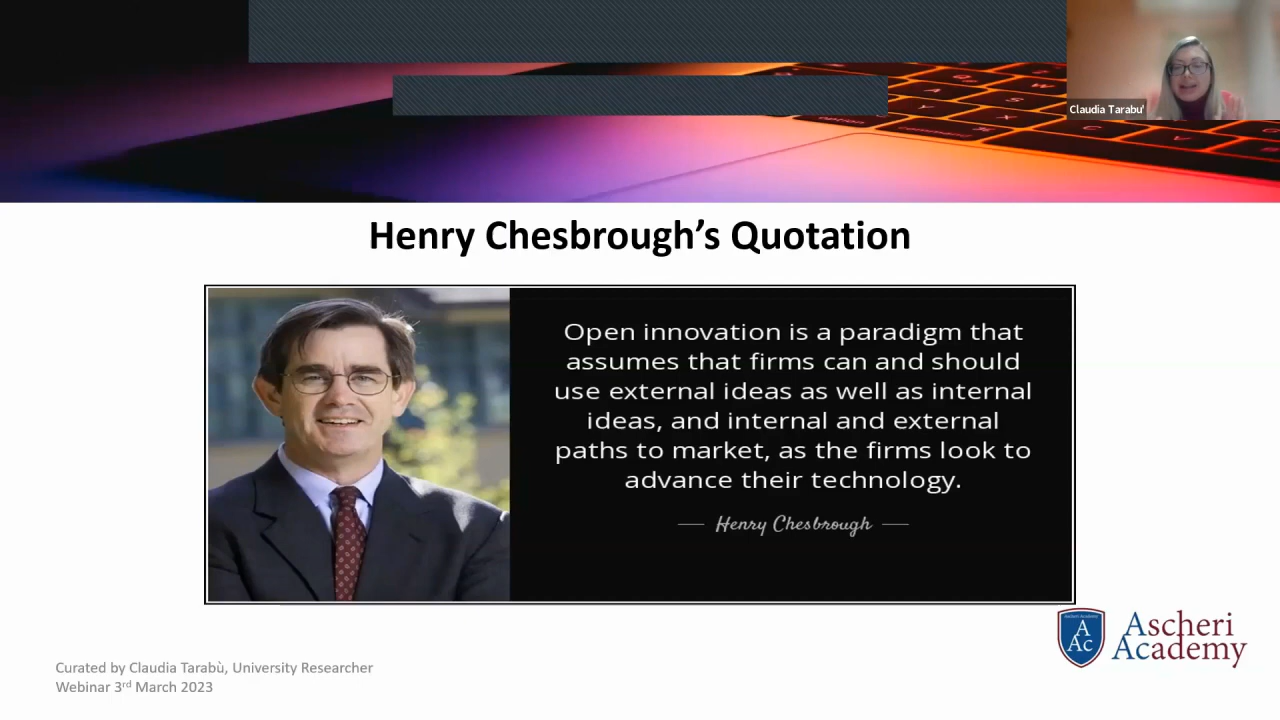 Claudia Tarabu'
Henry Chesbrough's Quotation
Open innovation is a paradigm that
assumes that firms can and should
use external ideas as well as internal
ideas, and internal and external
paths to market, as the firms look to
advance their technology.
Henry Chesbrough
A
Ac
Ascheri
Academy
Curated by Claudia Tarabù, University Researcher
Webinar 3rd March 2023